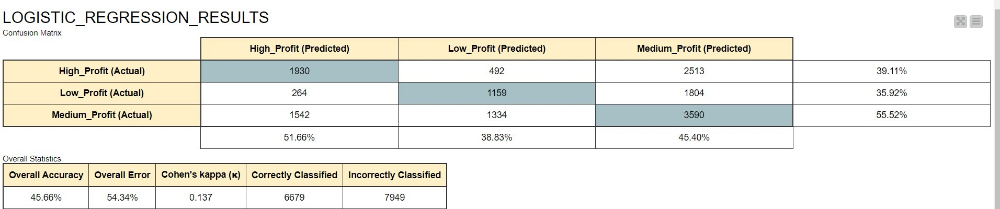 LOGISTIC_REGRESSION_RESULTS
Confusion Matrix
High_Profit (Predicted) Low_Profit (Predicted) Medium_Profit (Predicted)
High_Profit (Actual) 1930 492 2513 39.11%
Low_Profit (Actual) 264 1159 1804 35.92%
Medium_Profit (Actual) 1542 1334 3590 55.52%
51.66% 38.83% 45.40%
Overall Statistics
Overall Accuracy Overall Error Cohen's kappa (κ) Correctly Classified Incorrectly Classified
45.66% 54.34% 0.137 6679 7949